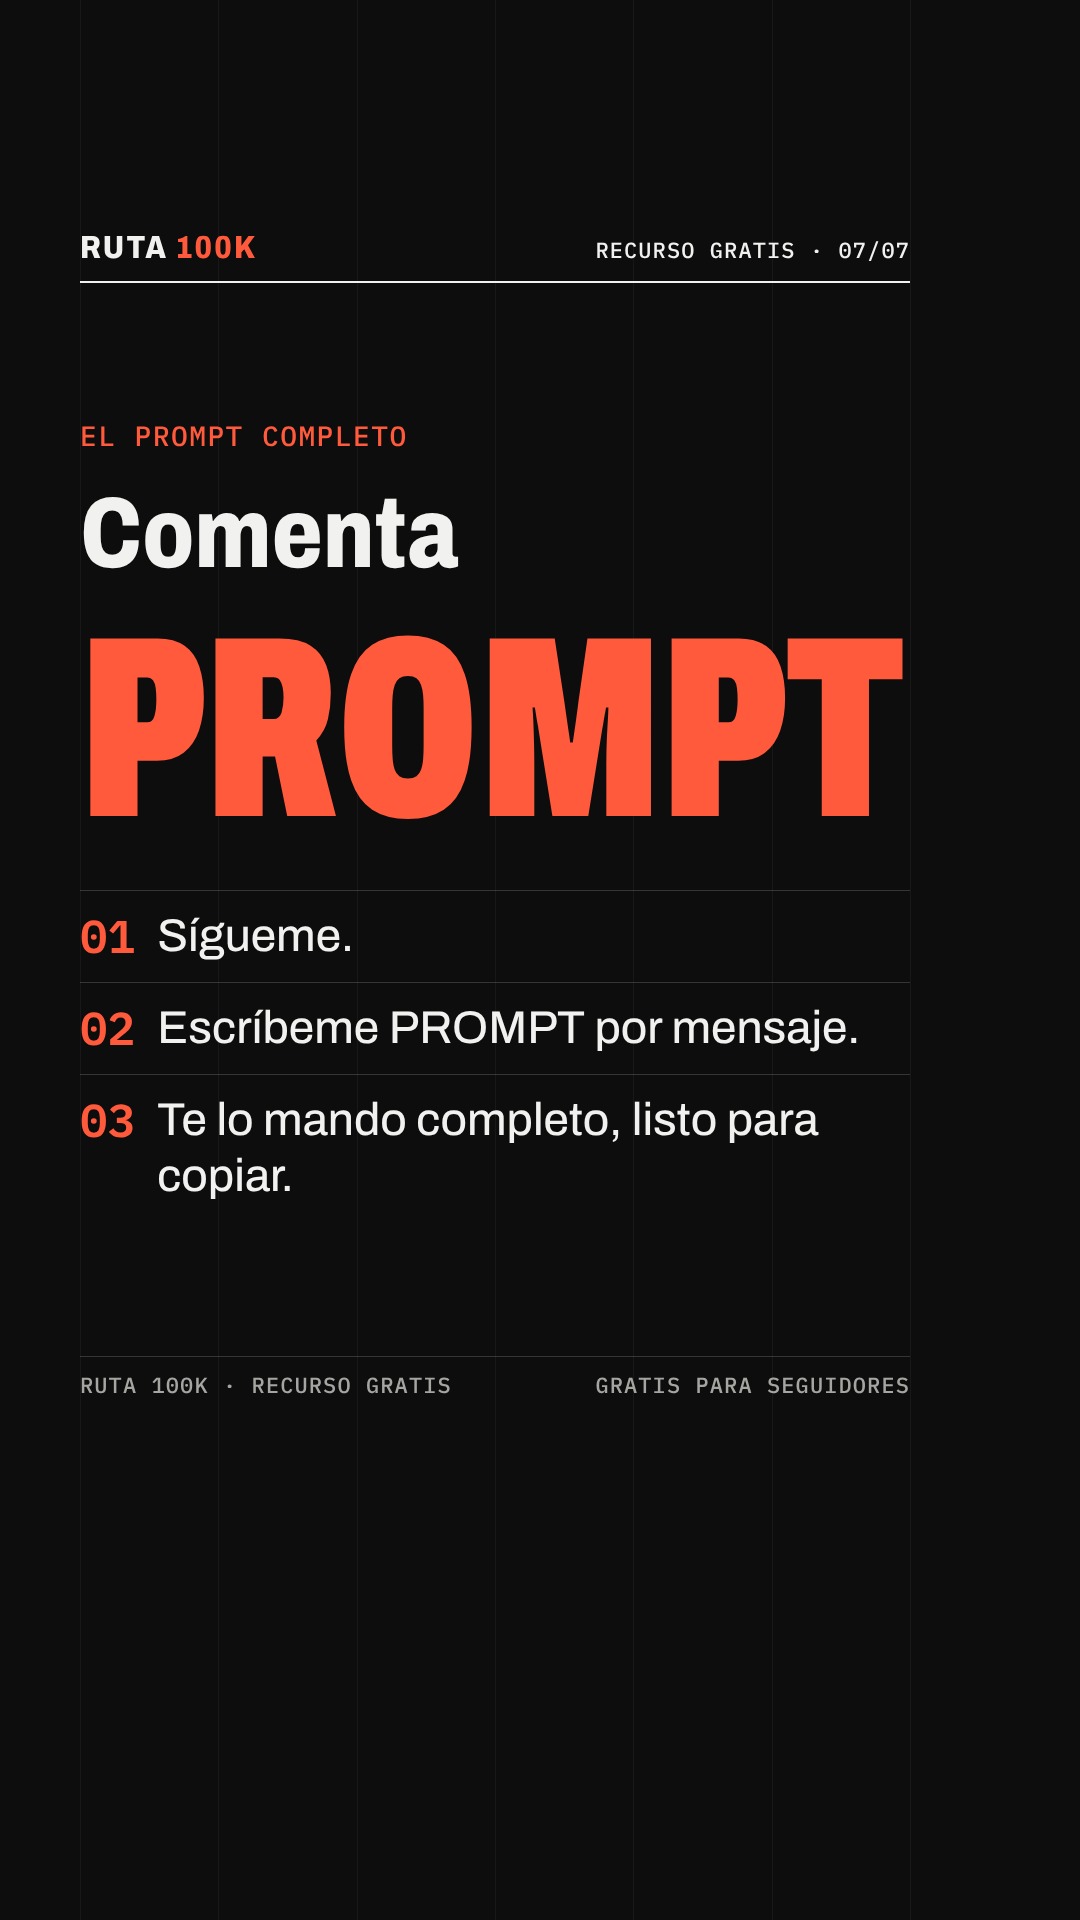 RUTA 100K
RECURSO GRATIS · 07/07
EL PROMPT COMPLETO
Comenta
PROMPT
01 Sígueme.
02 Escríbeme PROMPT por mensaje.
03 Te lo mando completo, listo para
copiar.
RUTA 100K · RECURSO GRATIS
GRATIS PARA SEGUIDORES